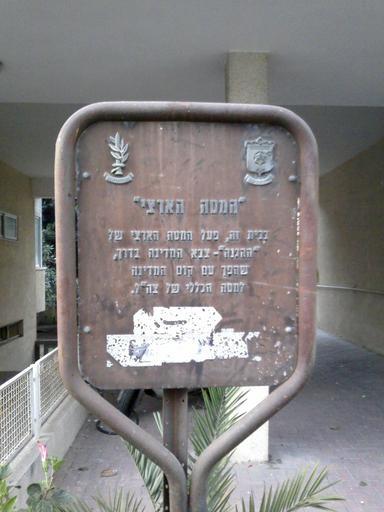 "המטה הארצי"
בבית זה, פעל המטה הארצי של
"ההגנה"- צבא המדינה בדרך,
שהפך עם קום המדינה
למטה הכללי של צה"ל.